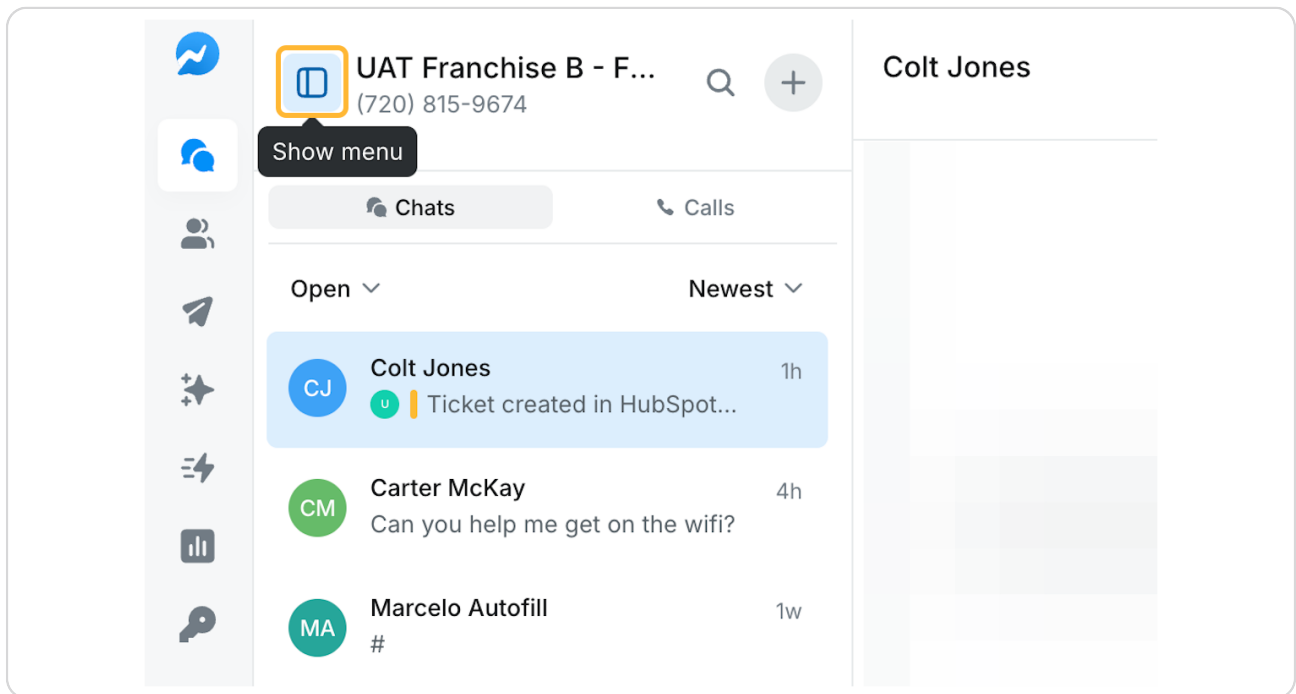 UAT Franchise B - F...
(720) 815-9674
Colt Jones
Show menu
Chats
Calls
Open
Newest
CJ
Colt Jones
1h
U
Ticket created in HubSpot...
CM
Carter McKay
4h
Can you help me get on the wifi?
MA
Marcelo Autofill
1w
#